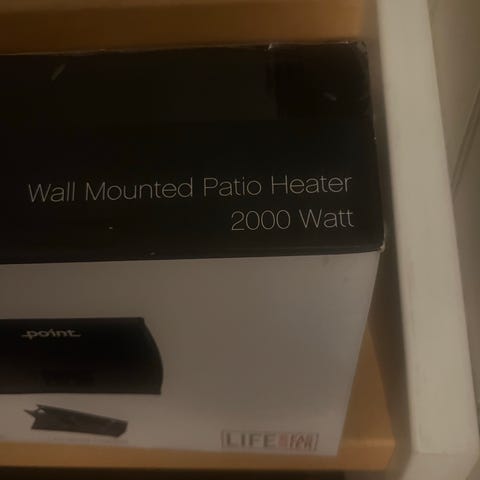 Wall Mounted Patio Heater
2000 Watt
point
LIFE